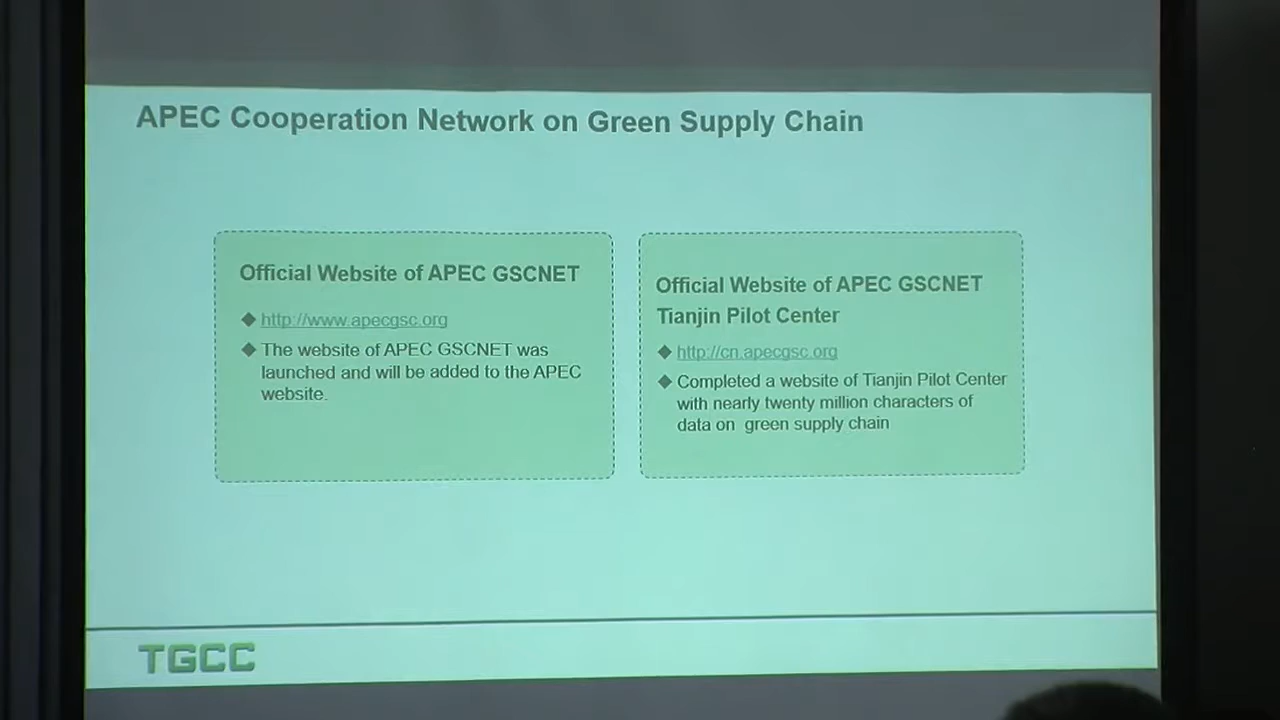 APEC Cooperation Network on Green Supply Chain
Official Website of APEC GSCNET
◆ http://www.apecgsc.org
◆ The website of APEC GSCNET was
launched and will be added to the APEC
website.
Official Website of APEC GSCNET
Tianjin Pilot Center
◆ http://cn.apecgsc.org
◆ Completed a website of Tianjin Pilot Center
with nearly twenty million characters of
data on green supply chain
TGCC